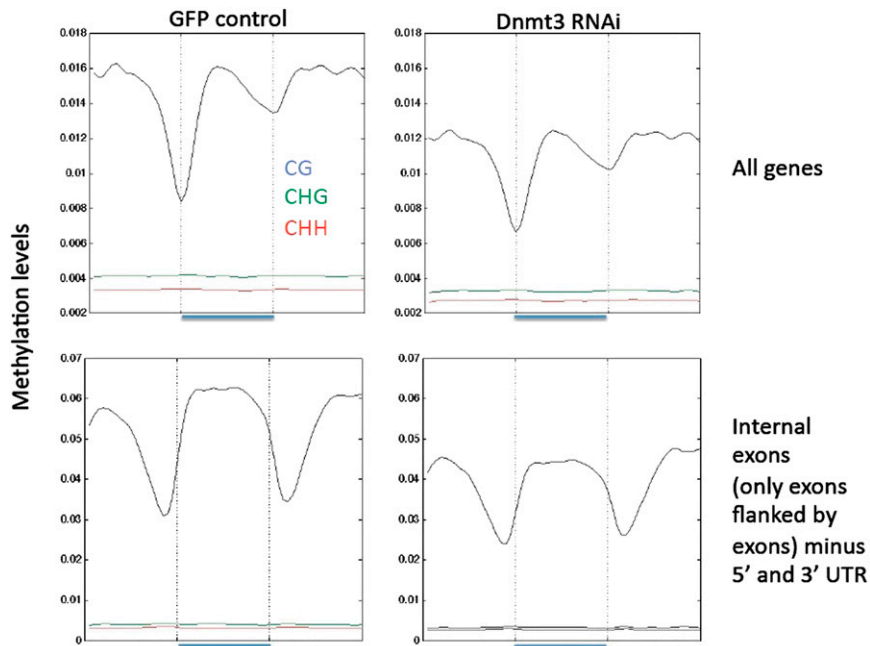 GFP control
Dnmt3 RNAi
Methylation levels
0.018
0.016
0.014
0.012
0.01
0.008
0.006
0.004
0.002
CG
CHG
CHH
0.018
0.016
0.014
0.012
0.01
0.008
0.006
0.004
0.002
All genes
0.07
0.06
0.05
0.04
0.03
0.02
0.01
0
0.07
0.06
0.05
0.04
0.03
0.02
0.01
0
Internal
exons
(only exons
flanked by
exons) minus
5’ and 3’ UTR